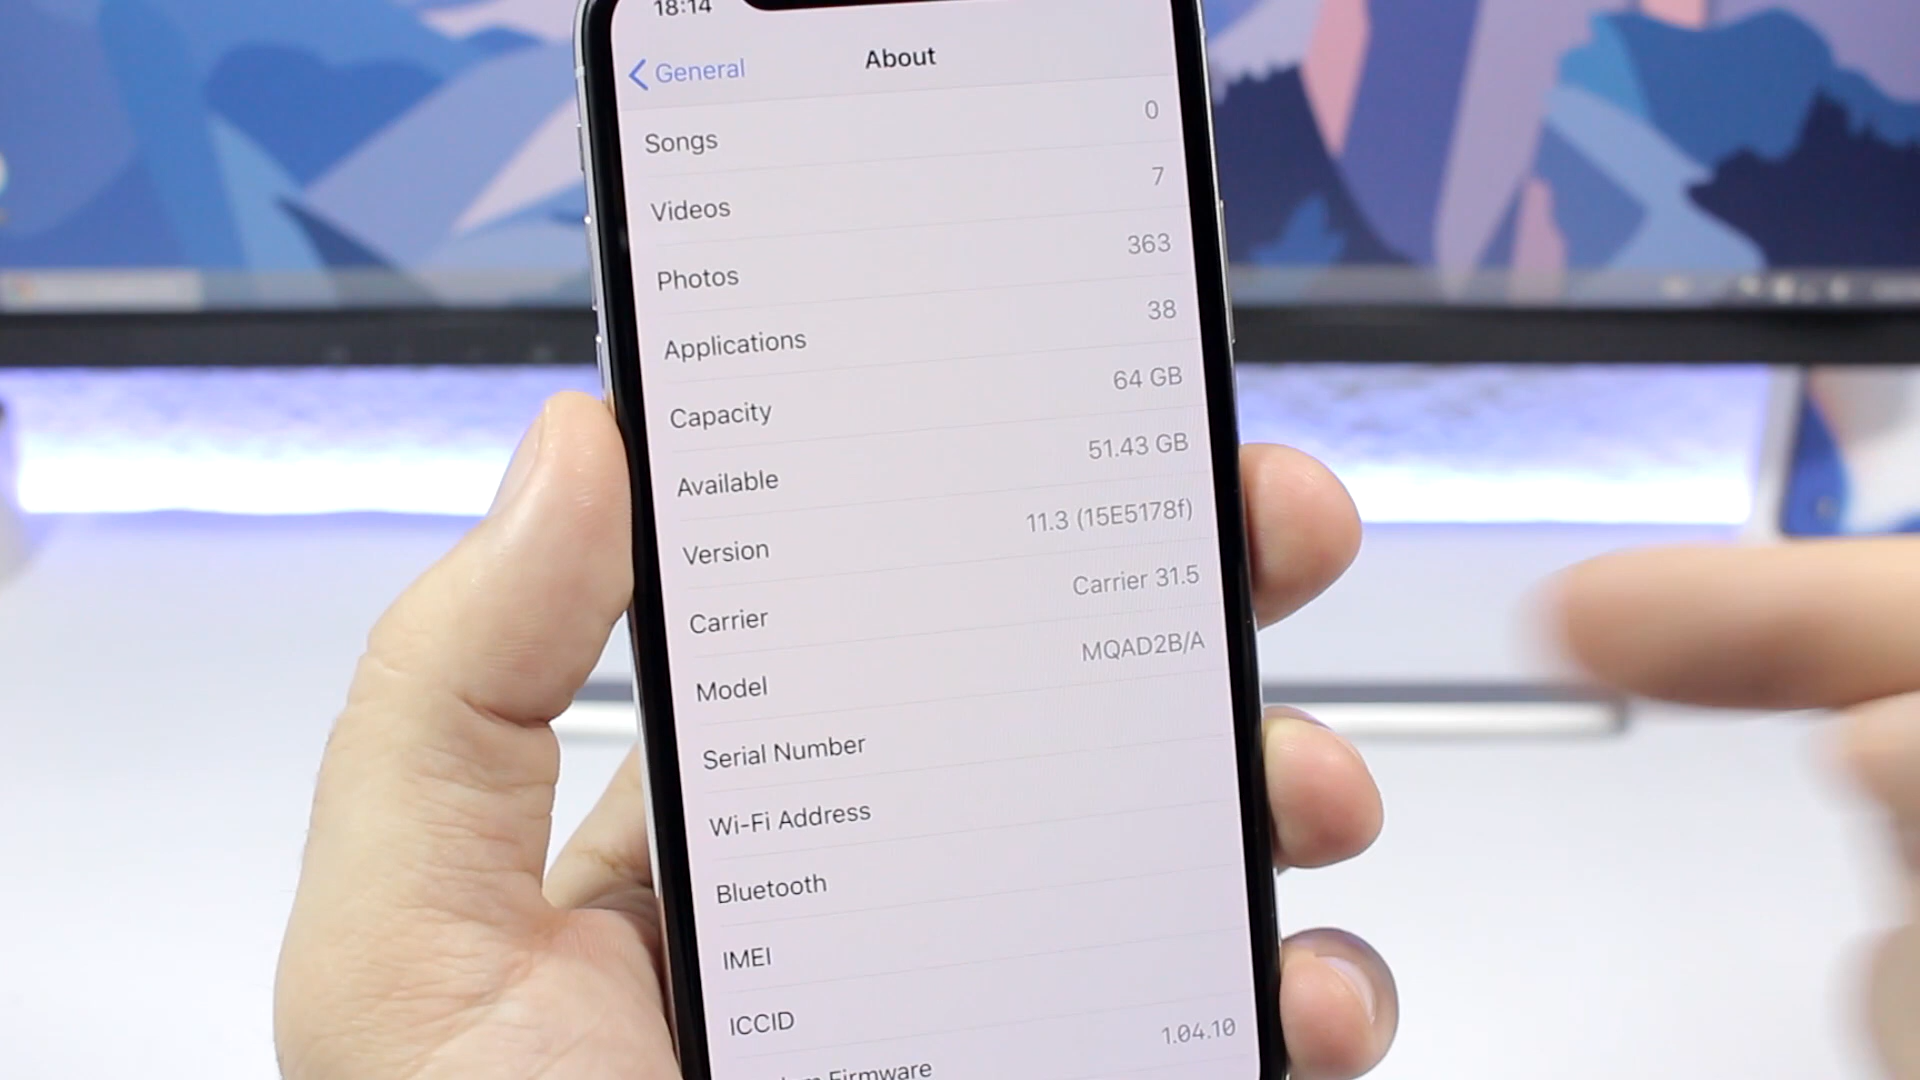 18:14
General
About
Songs 0
Videos 7
Photos 363
Applications 38
Capacity 64 GB
Available 51.43 GB
Version 11.3 (15E5178f)
Carrier Carrier 31.5
Model MQAD2B/A
Serial Number
Wi-Fi Address
Bluetooth
IMEI
ICCID
Firmware 1.04.10